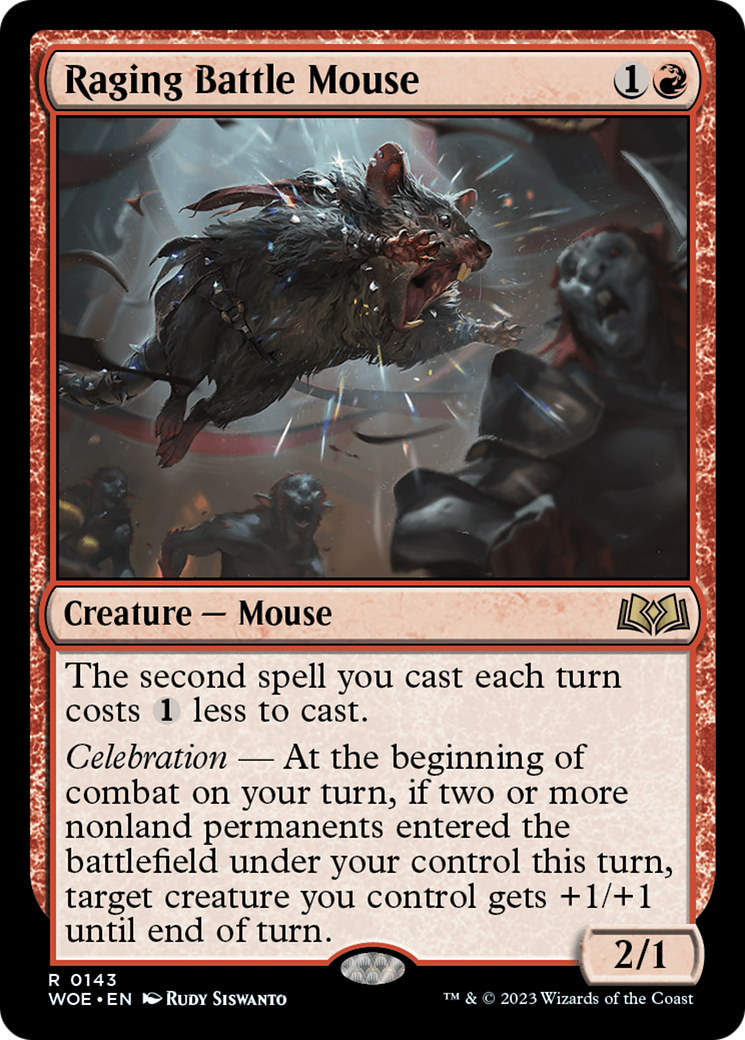 Raging Battle Mouse 1
Creature — Mouse
The second spell you cast each turn
costs 1 less to cast.
Celebration — At the beginning of
combat on your turn, if two or more
nonland permanents entered the
battlefield under your control this turn,
target creature you control gets +1/+1
until end of turn.
2/1
R 0143
WOE • EN Rudy Siswanto
™ & © 2023 Wizards of the Coast